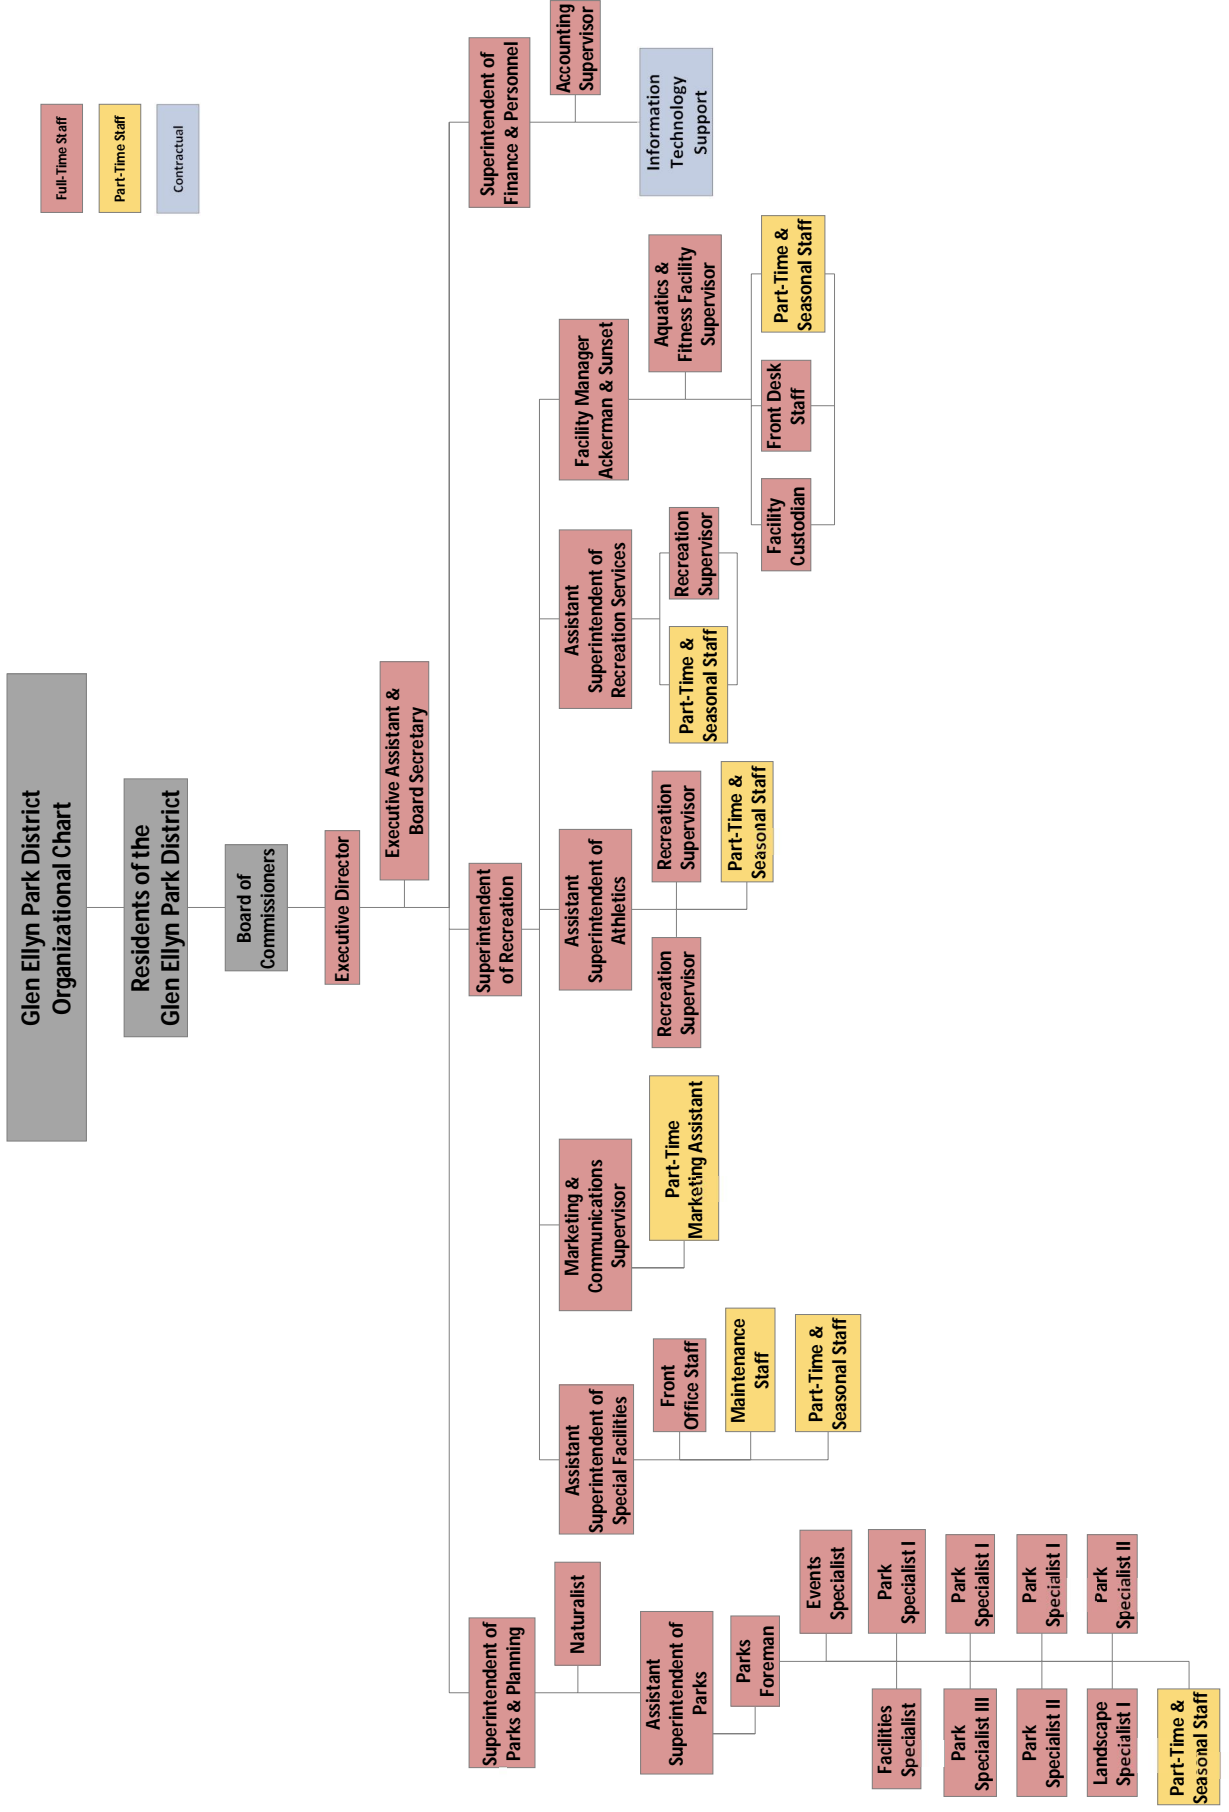 Glen Ellyn Park District
Organizational Chart
Full-Time Staff
Part-Time Staff
Contractual
Residents of the
Glen Ellyn Park District
Board of
Commissioners
Executive Director
Executive Assistant &
Board Secretary
Superintendent of
Parks & Planning
Superintendent
of Recreation
Superintendent of
Finance & Personnel
Naturalist
Assistant
Superintendent of
Parks
Parks
Foreman
Events
Specialist
Facilities
Specialist
Park
Specialist I
Park
Specialist III
Park
Specialist I
Park
Specialist II
Park
Specialist I
Landscape
Specialist I
Park
Specialist II
Part-Time &
Seasonal Staff
Assistant
Superintendent of
Special Facilities
Front
Office Staff
Maintenance
Staff
Part-Time &
Seasonal Staff
Marketing &
Communications
Supervisor
Part-Time
Marketing Assistant
Assistant
Superintendent of
Athletics
Recreation
Supervisor
Recreation
Supervisor
Part-Time &
Seasonal Staff
Assistant
Superintendent of
Recreation Services
Part-Time &
Seasonal Staff
Recreation
Supervisor
Facility Manager
Ackerman & Sunset
Aquatics &
Fitness Facility
Supervisor
Facility
Custodian
Front Desk
Staff
Part-Time &
Seasonal Staff
Accounting
Supervisor
Information
Technology
Support